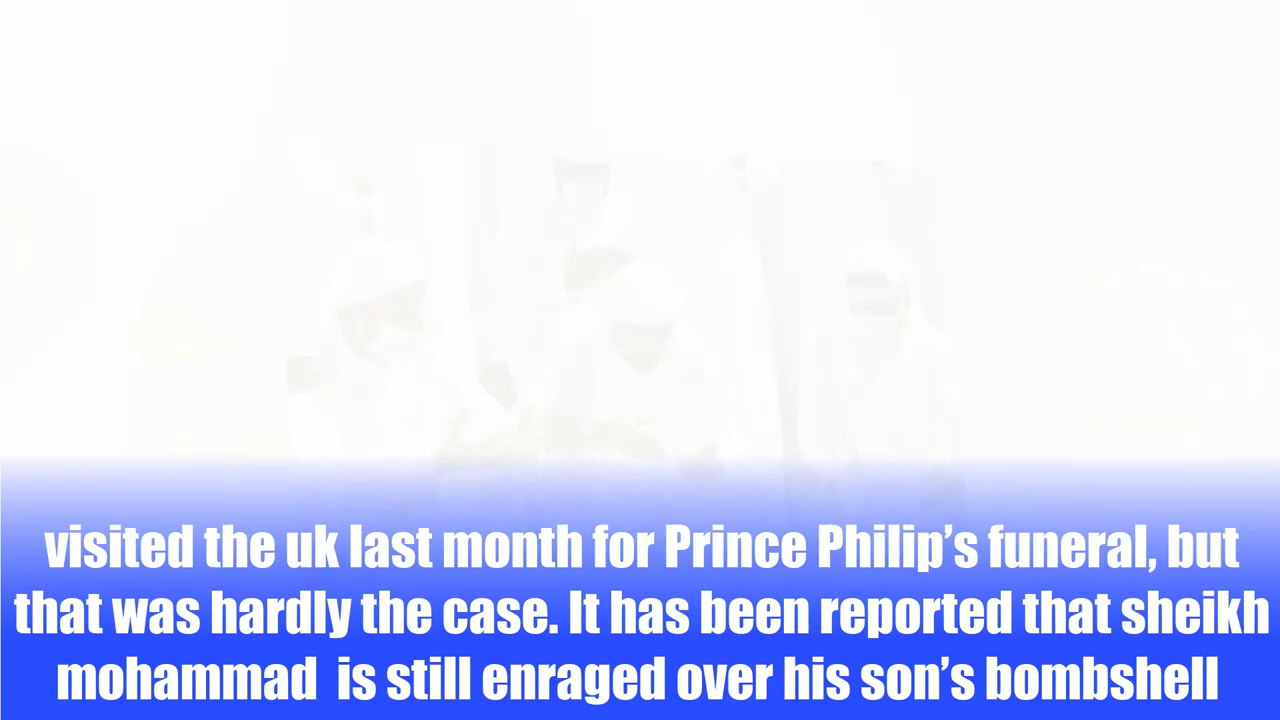 visited the uk last month for Prince Philip’s funeral, but
that was hardly the case. It has been reported that sheikh
mohammad  is still enraged over his son’s bombshell